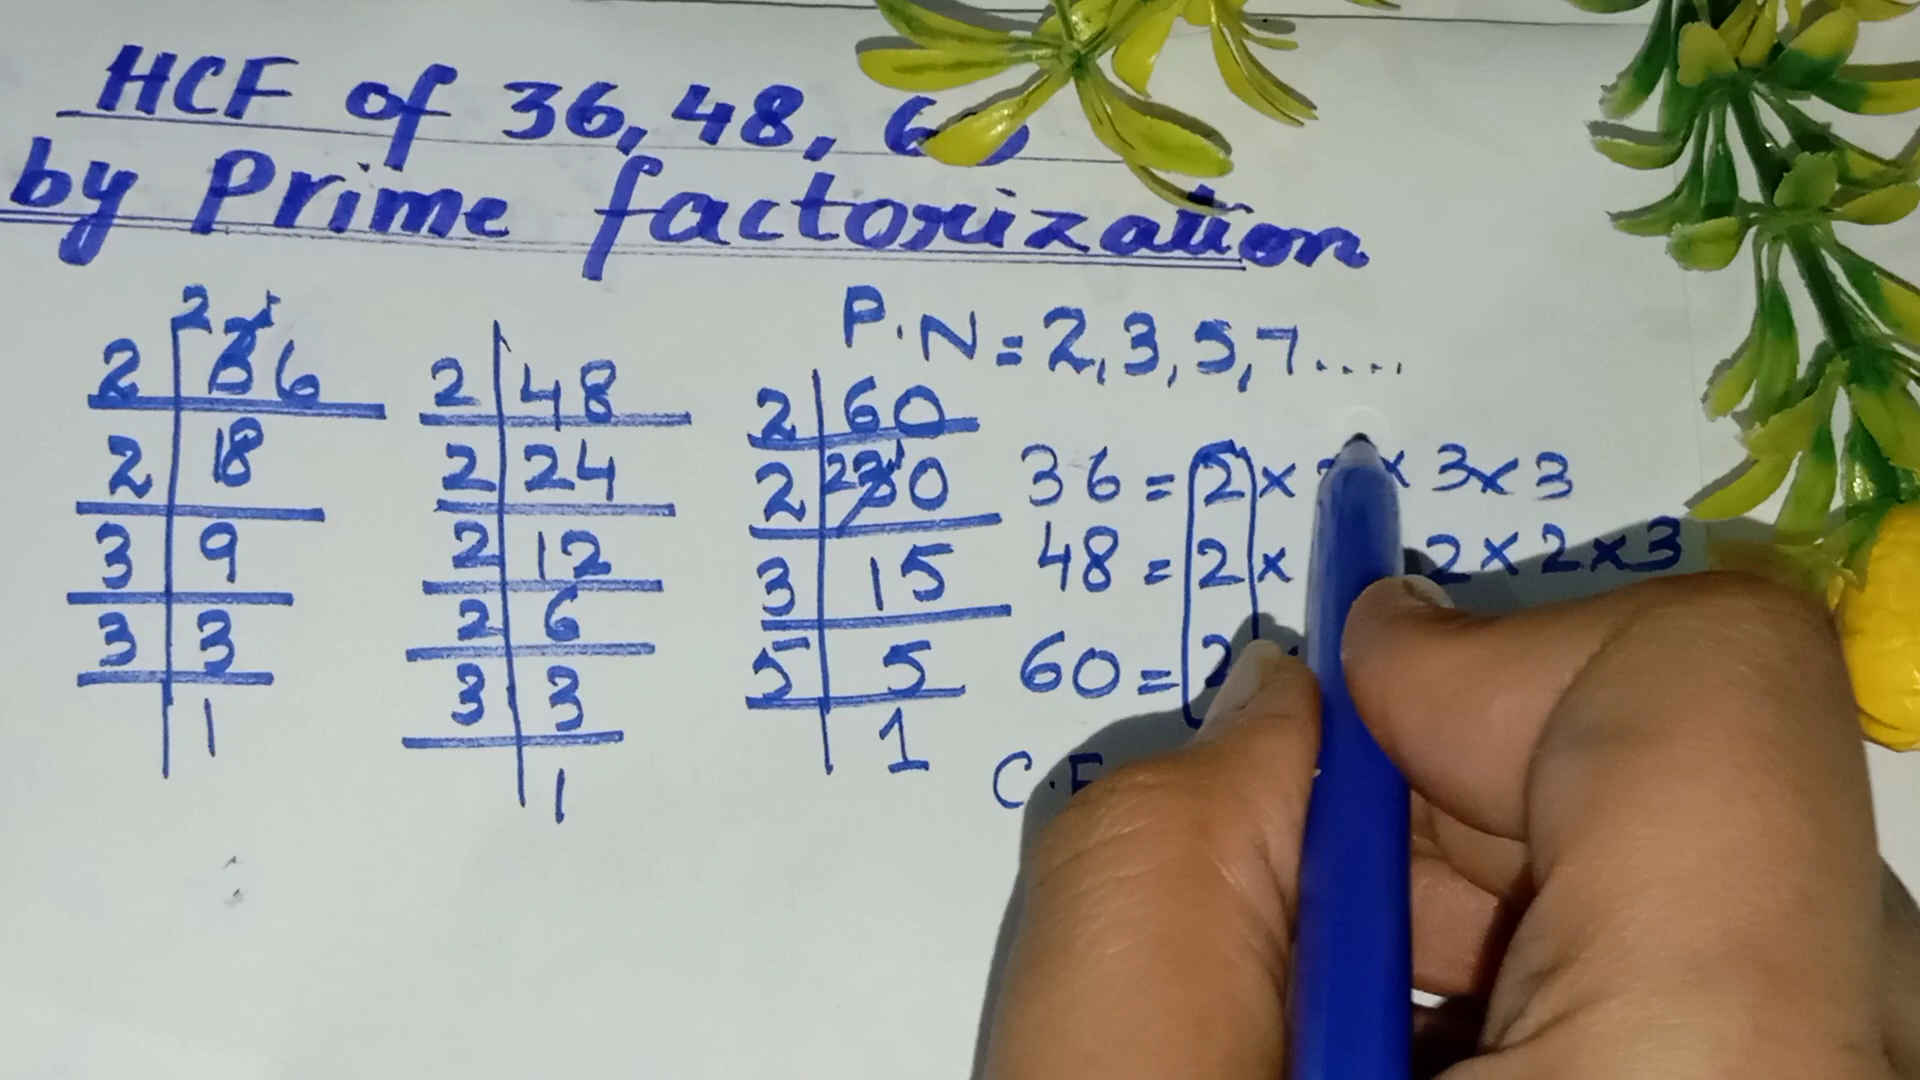 HCF of 36, 48,
by Prime factorization
P.N = 2, 3, 5, 7 .....
2 36
2 18
3 9
3 3
1
2 48
2 24
2 12
2 6
3 3
1
2 60
2 30
3 15
5 5
1
36 = 2 × × 3 × 3
48 = 2 × 2 × 2 × 3
60 = 2
C.F